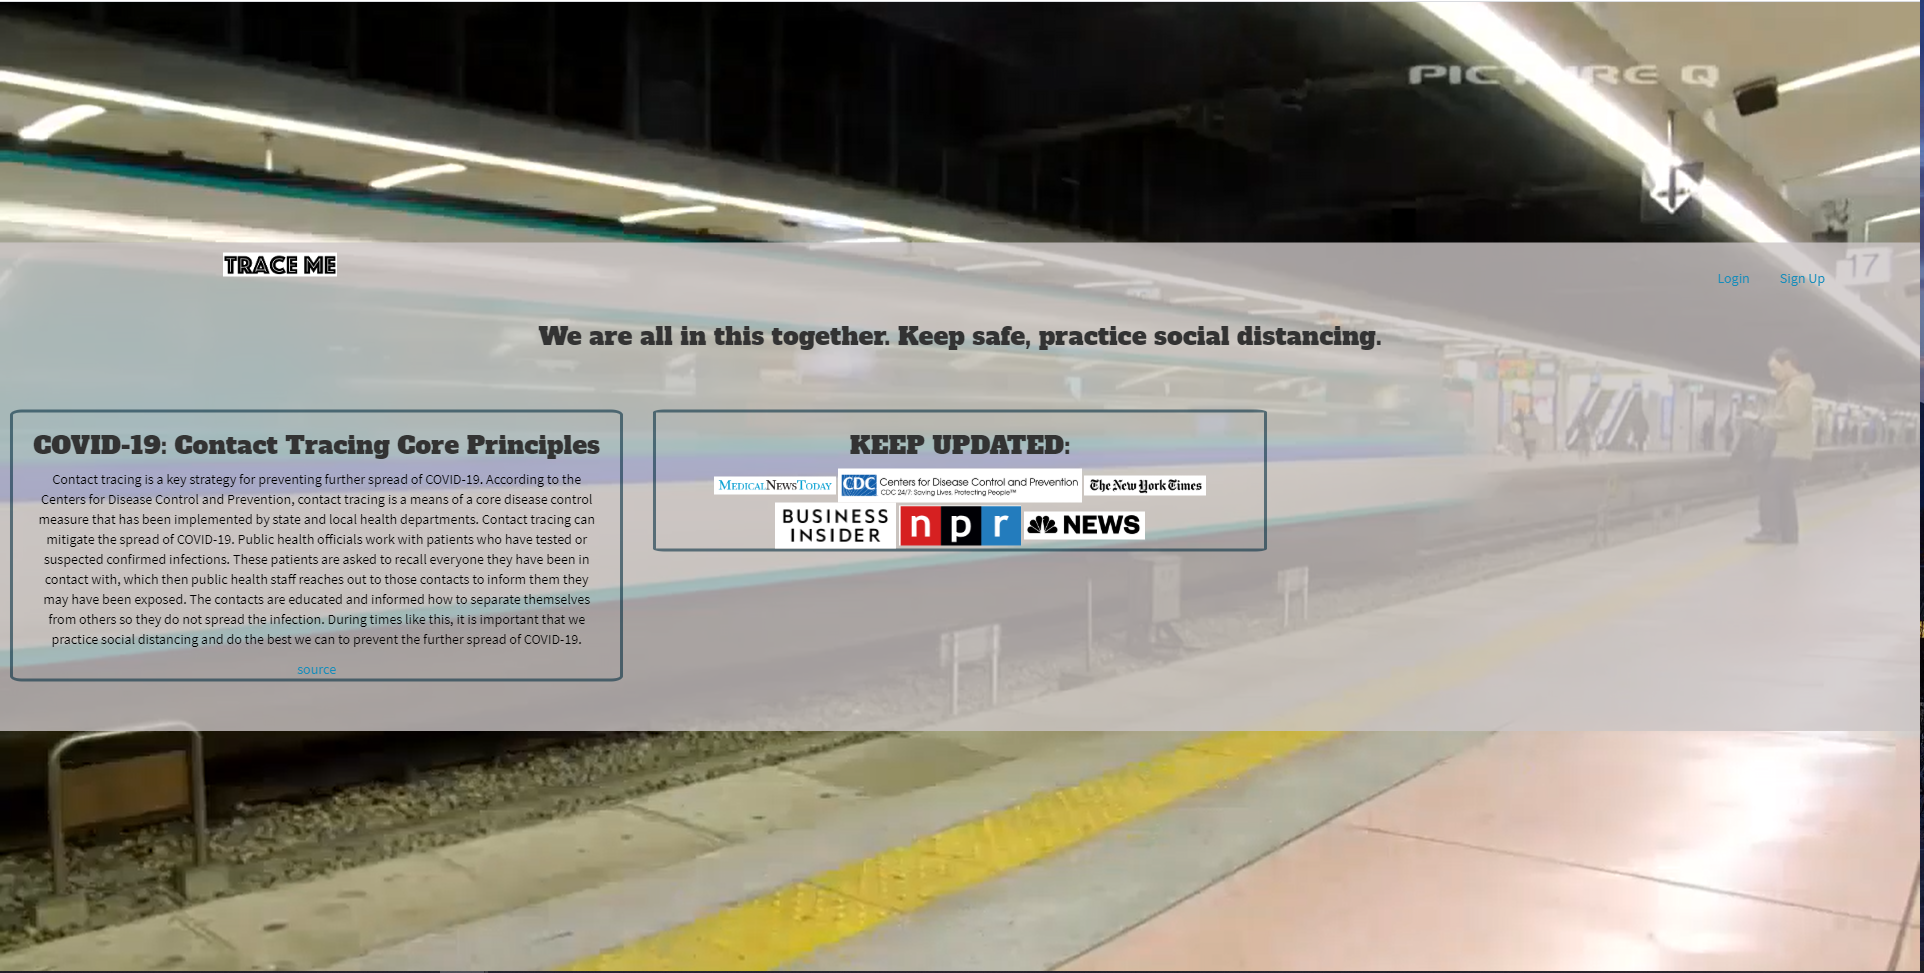 PICTURE Q
17
TRACE ME
Login Sign Up
We are all in this together. Keep safe, practice social distancing.
COVID-19: Contact Tracing Core Principles
Contact tracing is a key strategy for preventing further spread of COVID-19. According to the
Centers for Disease Control and Prevention, contact tracing is a means of a core disease control
measure that has been implemented by state and local health departments. Contact tracing can
mitigate the spread of COVID-19. Public health officials work with patients who have tested or
suspected confirmed infections. These patients are asked to recall everyone they have been in
contact with, which then public health staff reaches out to those contacts to inform them they
may have been exposed. The contacts are educated and informed how to separate themselves
from others so they do not spread the infection. During times like this, it is important that we
practice social distancing and do the best we can to prevent the further spread of COVID-19.
source
KEEP UPDATED:
MEDICALNEWSTODAY
CDC Centers for Disease Control and Prevention
CDC 24/7: Saving Lives. Protecting People™
The New York Times
BUSINESS
INSIDER
npr
NEWS